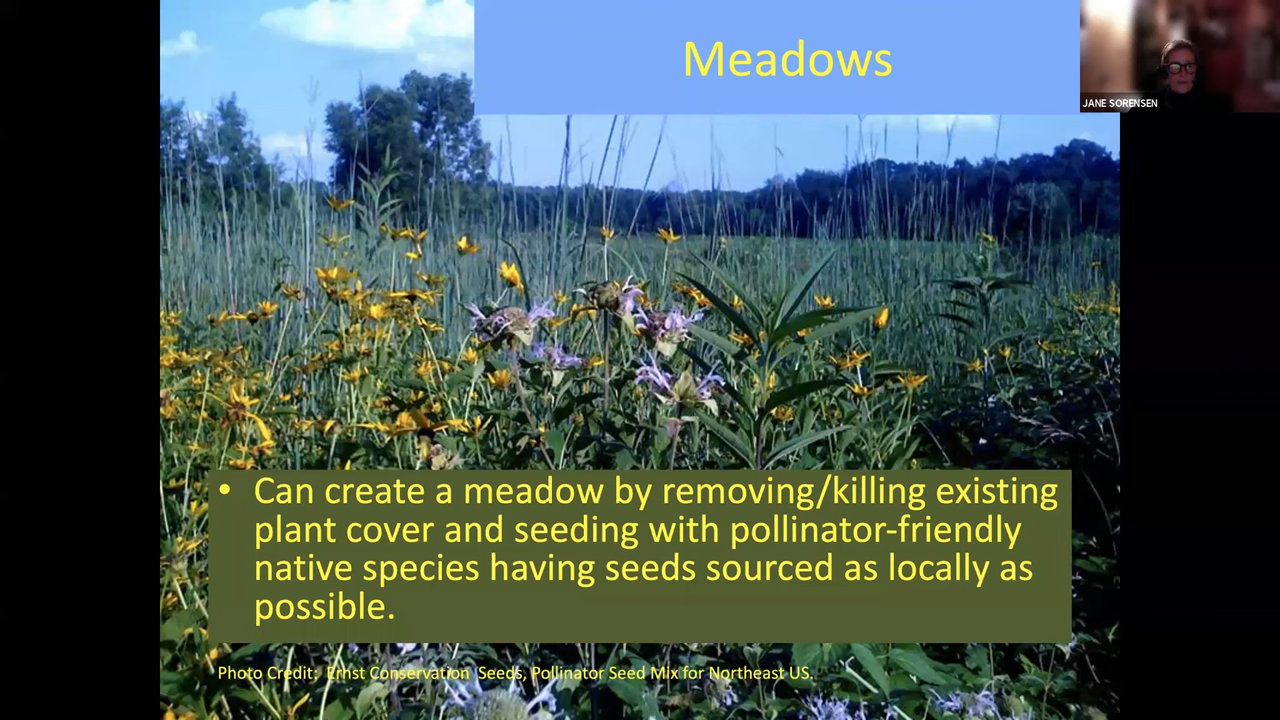 Meadows
JANE SORENSEN
• Can create a meadow by removing/killing existing
plant cover and seeding with pollinator-friendly
native species having seeds sourced as locally as
possible.
Photo Credit: Ernst Conservation Seeds, Pollinator Seed Mix for Northeast US.